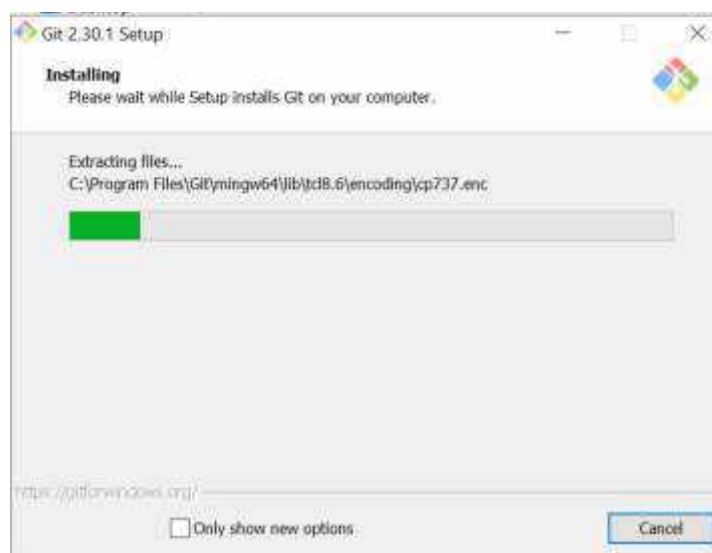 Git 2.30.1 Setup
Installing
Please wait while Setup installs Git on your computer.
Extracting files...
C:\Program Files\Git\mingw64\lib\tcl8.6\encoding\cp737.enc
https://gitforwindows.org/
Only show new options
Cancel